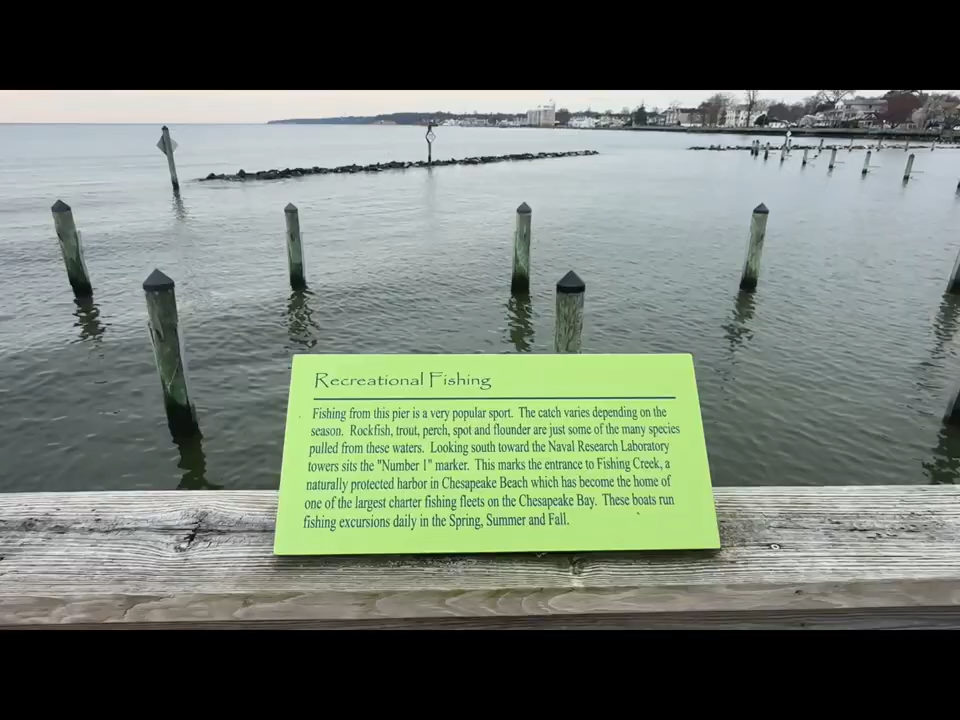 Recreational Fishing
Fishing from this pier is a very popular sport. The catch varies depending on the
season. Rockfish, trout, perch, spot and flounder are just some of the many species
pulled from these waters. Looking south toward the Naval Research Laboratory
towers sits the "Number 1" marker. This marks the entrance to Fishing Creek, a
naturally protected harbor in Chesapeake Beach which has become the home of
one of the largest charter fishing fleets on the Chesapeake Bay. These boats run
fishing excursions daily in the Spring, Summer and Fall.